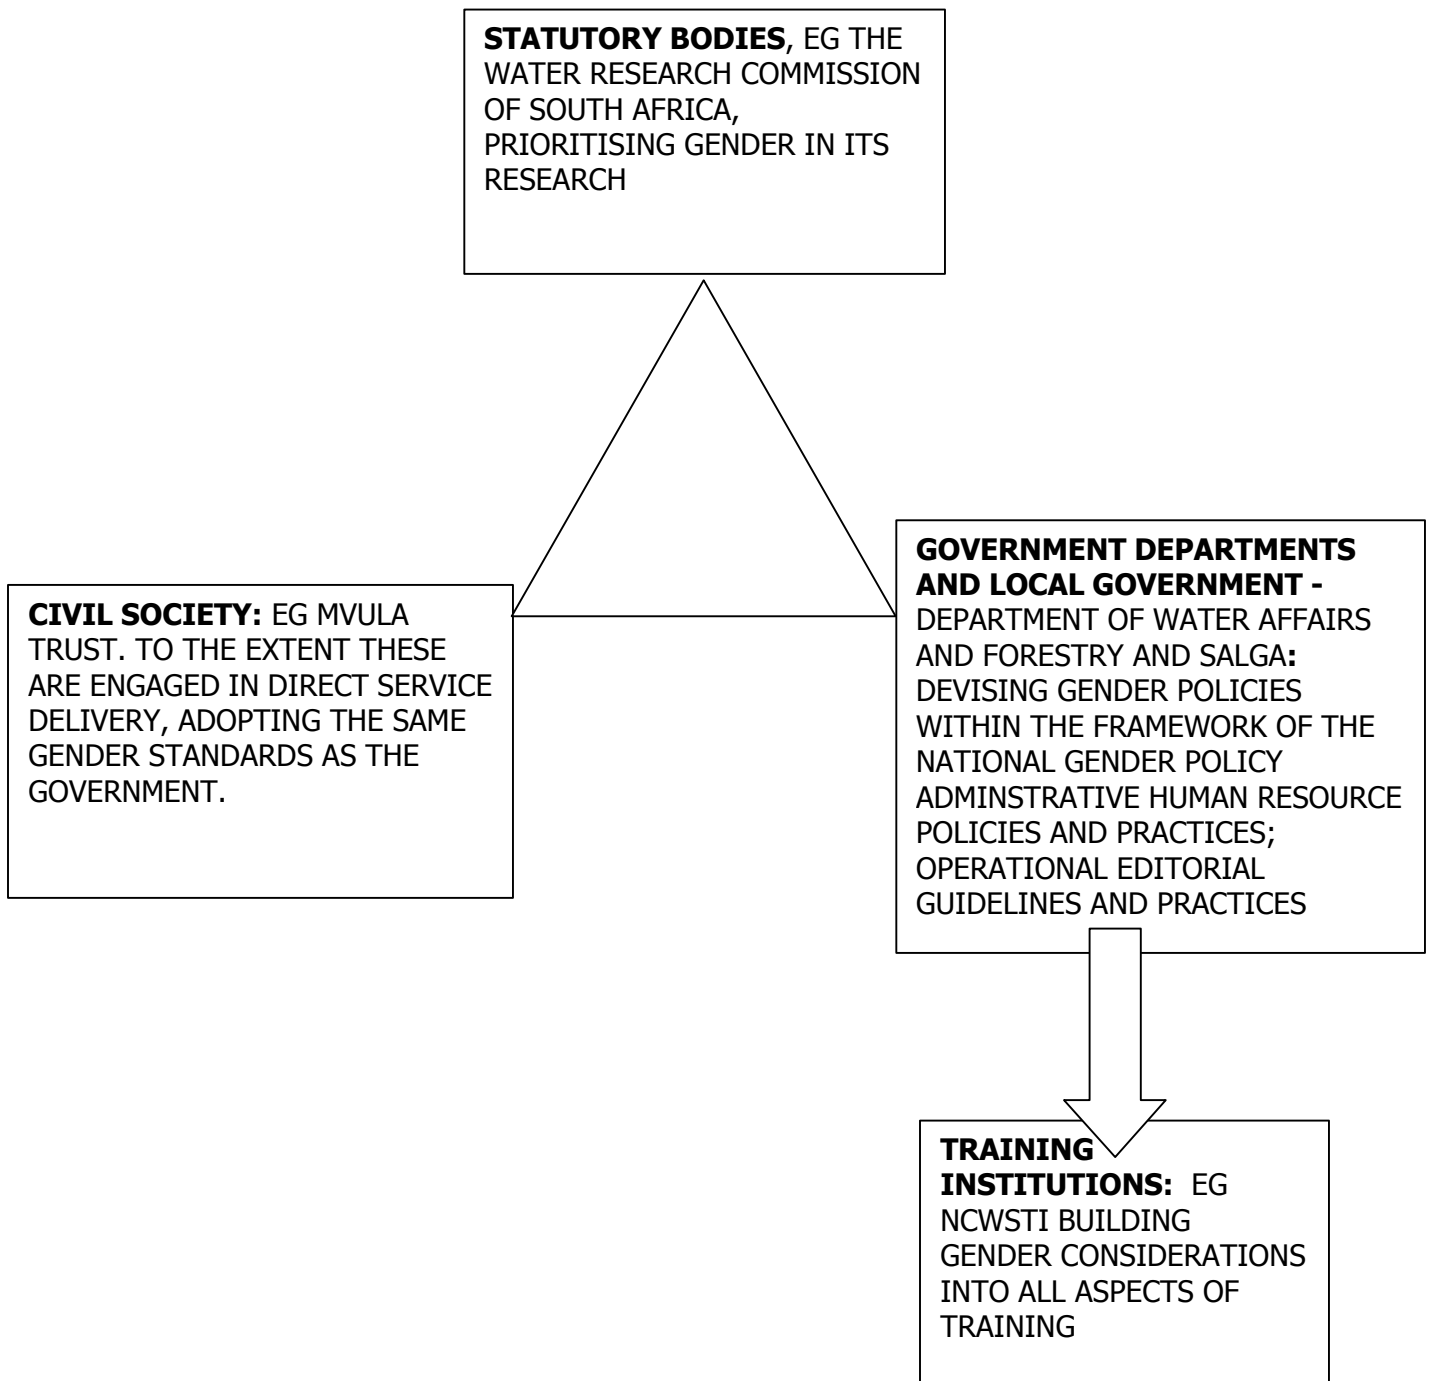 STATUTORY BODIES, EG THE
WATER RESEARCH COMMISSION
OF SOUTH AFRICA,
PRIORITISING GENDER IN ITS
RESEARCH
CIVIL SOCIETY: EG MVULA
TRUST. TO THE EXTENT THESE
ARE ENGAGED IN DIRECT SERVICE
DELIVERY, ADOPTING THE SAME
GENDER STANDARDS AS THE
GOVERNMENT.
GOVERNMENT DEPARTMENTS
AND LOCAL GOVERNMENT -
DEPARTMENT OF WATER AFFAIRS
AND FORESTRY AND SALGA:
DEVISING GENDER POLICIES
WITHIN THE FRAMEWORK OF THE
NATIONAL GENDER POLICY
ADMINSTRATIVE HUMAN RESOURCE
POLICIES AND PRACTICES;
OPERATIONAL EDITORIAL
GUIDELINES AND PRACTICES
TRAINING
INSTITUTIONS: EG
NCWSTI BUILDING
GENDER CONSIDERATIONS
INTO ALL ASPECTS OF
TRAINING